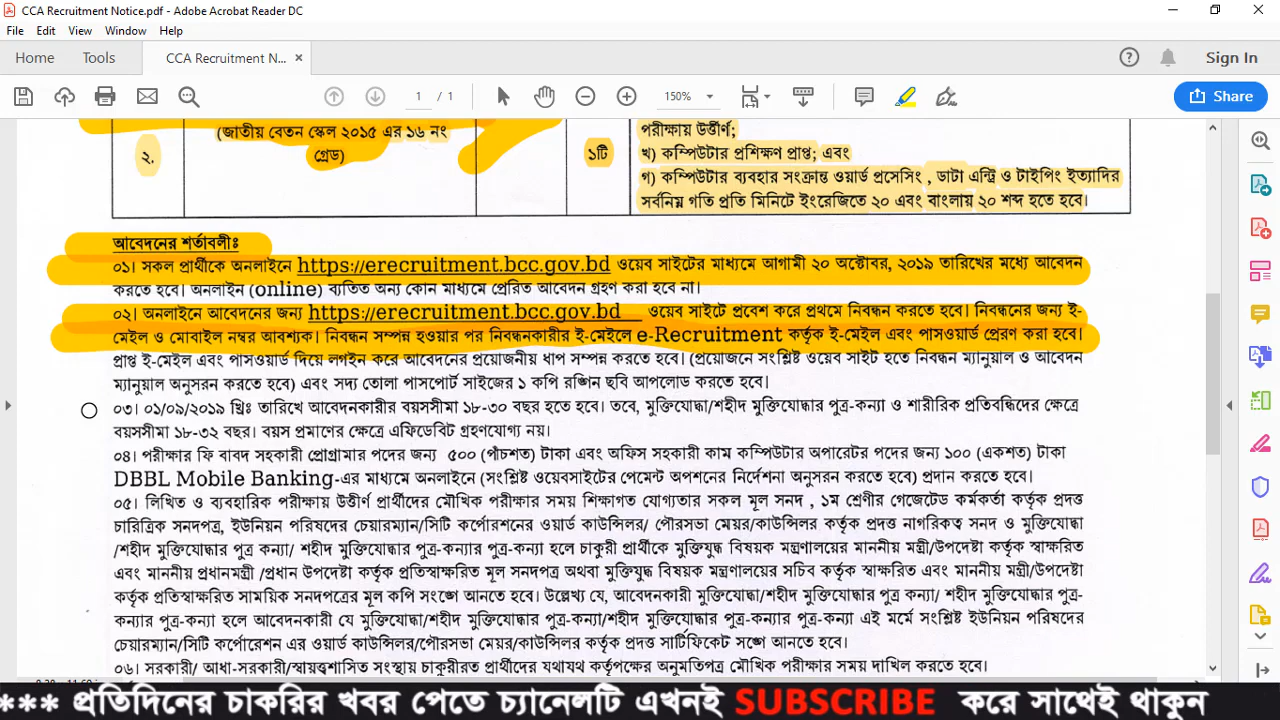 CCA Recruitment Notice.pdf - Adobe Acrobat Reader DC
File Edit View Window Help
Home Tools CCA Recruitment N... × Sign In
1 / 1 150% Share
(জাতীয় বেতন স্কেল ২০১৫ এর ১৬ নং
গ্রেড)
২.
১টি
পরীক্ষায় উর্ত্তীর্ণ;
খ) কম্পিউটার প্রশিক্ষণ প্রাপ্ত; এবং
গ) কম্পিউটার ব্যবহার সংক্রান্ত ওয়ার্ড প্রসেসিং , ডাটা এন্ট্রি ও টাইপিং ইত্যাদির
সর্বনিম্ন গতি প্রতি মিনিটে ইংরেজিতে ২০ এবং বাংলায় ২০ শব্দ হতে হবে।
আবেদনের শর্তাবলীঃ
০১। সকল প্রার্থীকে অনলাইনে https://erecruitment.bcc.gov.bd ওয়েব সাইটের মাধ্যমে আগামী ২০ অক্টোবর, ২০১৯ তারিখের মধ্যে আবেদন
করতে হবে। অনলাইন (online) ব্যতিত অন্য কোন মাধ্যমে প্রেরিত আবেদন গ্রহণ করা হবে না।
০২। অনলাইনে আবেদনের জন্য https://erecruitment.bcc.gov.bd ওয়েব সাইটে প্রবেশ করে প্রথমে নিবন্ধন করতে হবে। নিবন্ধনের জন্য ই-
মেইল ও মোবাইল নম্বর আবশ্যক। নিবন্ধন সম্পন্ন হওয়ার পর নিবন্ধনকারীর ই-মেইলে e-Recruitment কর্তৃক ই-মেইল এবং পাসওয়ার্ড প্রেরণ করা হবে।
প্রাপ্ত ই-মেইল এবং পাসওয়ার্ড দিয়ে লগইন করে আবেদনের প্রয়োজনীয় ধাপ সম্পন্ন করতে হবে। (প্রয়োজনে সংশ্লিষ্ট ওয়েব সাইট হতে নিবন্ধন ম্যানুয়াল ও আবেদন
ম্যানুয়াল অনুসরন করতে হবে) এবং সদ্য তোলা পাসপোর্ট সাইজের ১ কপি রঙ্গিন ছবি আপলোড করতে হবে।
০৩। ০১/০৯/২০১৯ খ্রিঃ তারিখে আবেদনকারীর বয়সসীমা ১৮-৩০ বছর হতে হবে। তবে, মুক্তিযোদ্ধা/শহীদ মুক্তিযোদ্ধার পুত্র-কন্যা ও শারীরিক প্রতিবন্ধিদের ক্ষেত্রে
বয়সসীমা ১৮-৩২ বছর। বয়স প্রমাণের ক্ষেত্রে এফিডেবিট গ্রহণযোগ্য নয়।
০৪। পরীক্ষার ফি বাবদ সহকারী প্রোগ্রামার পদের জন্য ৫০০ (পাঁচশত) টাকা এবং অফিস সহকারী কাম কম্পিউটার অপারেটর পদের জন্য ১০০ (একশত) টাকা
DBBL Mobile Banking-এর মাধ্যমে অনলাইনে (সংশ্লিষ্ট ওয়েবসাইটের পেমেন্ট অপশনের নির্দেশনা অনুসরন করতে হবে) প্রদান করতে হবে।
০৫। লিখিত ও ব্যবহারিক পরীক্ষায় উত্তীর্ণ প্রার্থীদের মৌখিক পরীক্ষার সময় শিক্ষাগত যোগ্যতার সকল মূল সনদ , ১ম শ্রেণীর গেজেটেড কর্মকর্তা কর্তৃক প্রদত্ত
চারিত্রিক সনদপত্র, ইউনিয়ন পরিষদের চেয়ারম্যান/সিটি কর্পোরেশনের ওয়ার্ড কাউন্সিলর/ পৌরসভা মেয়র/কাউন্সিলর কর্তৃক প্রদত্ত নাগরিকত্ব সনদ ও মুক্তিযোদ্ধা
/শহীদ মুক্তিযোদ্ধার পুত্র কন্যা/ শহীদ মুক্তিযোদ্ধার পুত্র-কন্যার পুত্র-কন্যা হলে চাকুরী প্রার্থীকে মুক্তিযুদ্ধ বিষয়ক মন্ত্রণালয়ের মাননীয় মন্ত্রী/উপদেষ্টা কর্তৃক স্বাক্ষরিত
এবং মাননীয় প্রধানমন্ত্রী /প্রধান উপদেষ্টা কর্তৃক প্রতিস্বাক্ষরিত মূল সনদপত্র অথবা মুক্তিযুদ্ধ বিষয়ক মন্ত্রণালয়ের সচিব কর্তৃক স্বাক্ষরিত এবং মাননীয় মন্ত্রী/উপদেষ্টা
কর্তৃক প্রতিস্বাক্ষরিত সাময়িক সনদপত্রের মূল কপি সংঙ্গে আনতে হবে। উল্লেখ্য যে, আবেদনকারী মুক্তিযোদ্ধা/শহীদ মুক্তিযোদ্ধার পুত্র কন্যা/ শহীদ মুক্তিযোদ্ধার পুত্র-
কন্যার পুত্র-কন্যা হলে আবেদনকারী যে মুক্তিযোদ্ধা/শহীদ মুক্তিযোদ্ধার পুত্র-কন্যা/শহীদ মুক্তিযোদ্ধার পুত্র-কন্যার পুত্র-কন্যা এই মর্মে সংশ্লিষ্ট ইউনিয়ন পরিষদের
চেয়ারম্যান/সিটি কর্পোরেশন এর ওয়ার্ড কাউন্সিলর/পৌরসভা মেয়র/কাউন্সিলর কর্তৃক প্রদত্ত সার্টিফিকেট সঙ্গে আনতে হবে।
০৬। সরকারী/ আধা-সরকারী/স্বায়ত্বশাসিত সংস্থায় চাকুরীরত প্রার্থীদের যথাযথ কর্তৃপক্ষের অনুমতিপত্র মৌখিক পরীক্ষার সময় দাখিল করতে হবে।
*** প্রতিদিনের চাকরির খবর পেতে চ্যানেলটি এখনই SUBSCRIBE করে সাথেই থাকুন